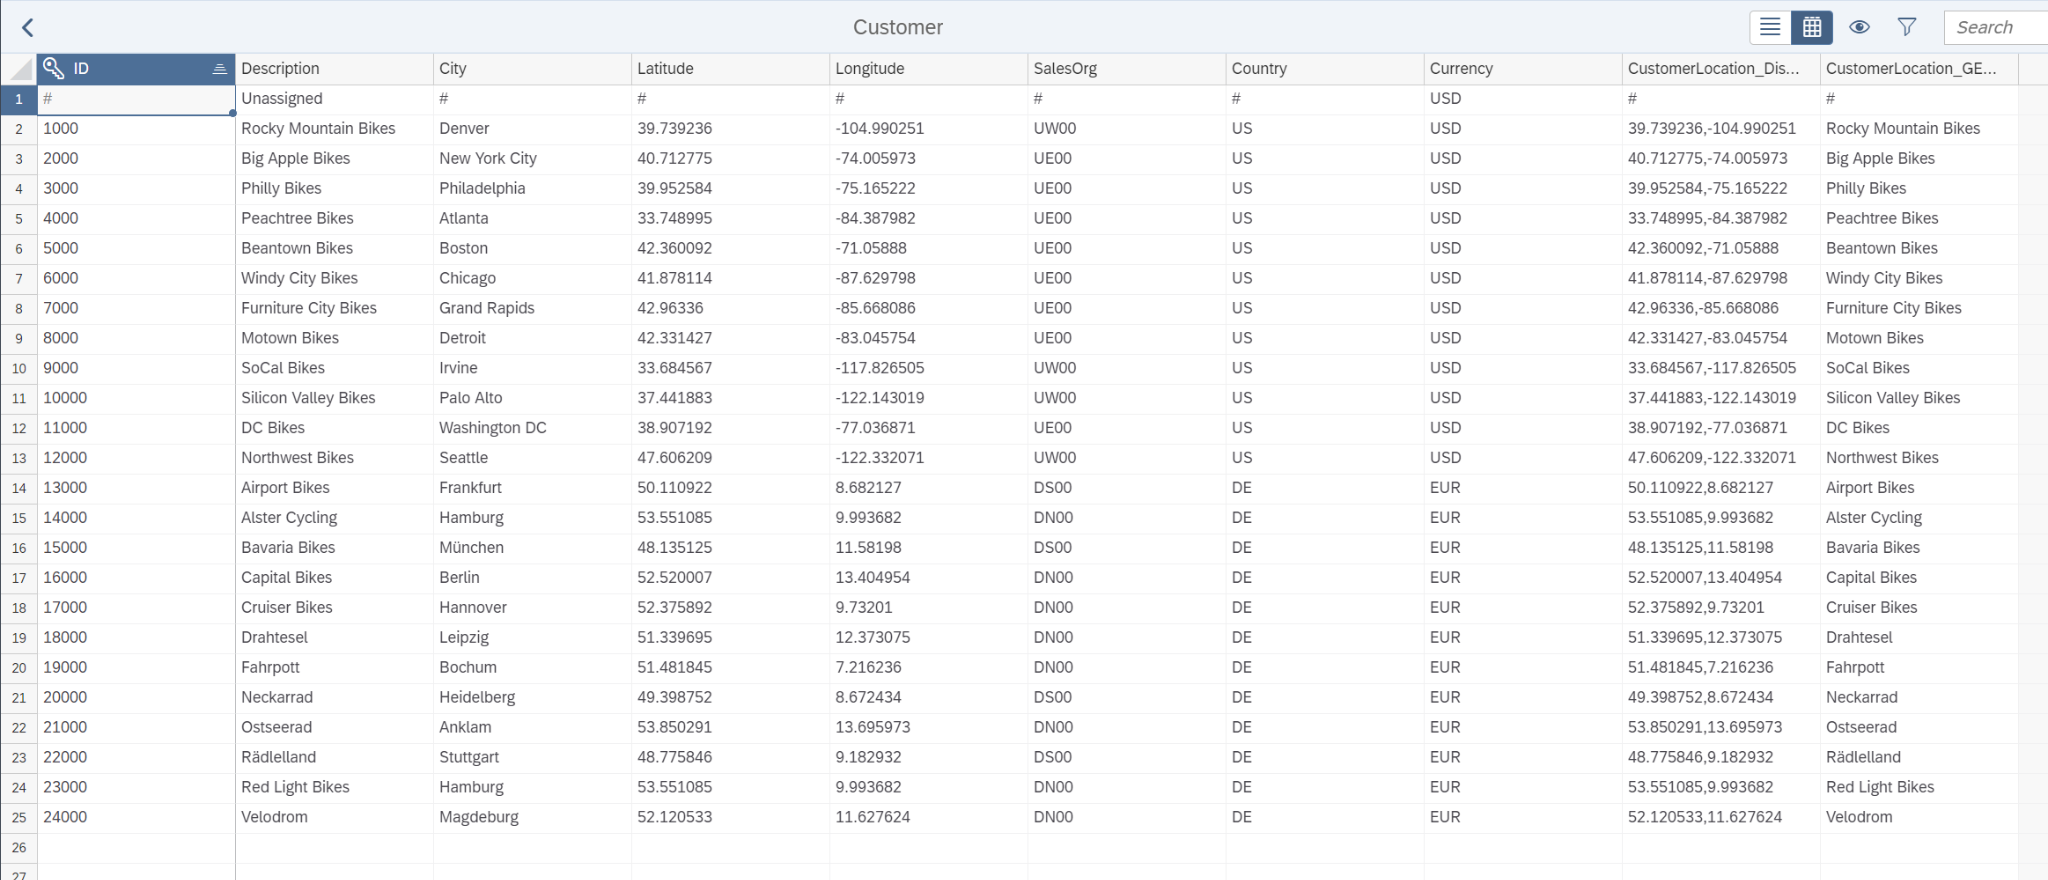 Customer Search
ID Description City Latitude Longitude SalesOrg Country Currency CustomerLocation_Dis... CustomerLocation_GE...
1 # Unassigned # # # # # USD # #
2 1000 Rocky Mountain Bikes Denver 39.739236 -104.990251 UW00 US USD 39.739236,-104.990251 Rocky Mountain Bikes
3 2000 Big Apple Bikes New York City 40.712775 -74.005973 UE00 US USD 40.712775,-74.005973 Big Apple Bikes
4 3000 Philly Bikes Philadelphia 39.952584 -75.165222 UE00 US USD 39.952584,-75.165222 Philly Bikes
5 4000 Peachtree Bikes Atlanta 33.748995 -84.387982 UE00 US USD 33.748995,-84.387982 Peachtree Bikes
6 5000 Beantown Bikes Boston 42.360092 -71.05888 UE00 US USD 42.360092,-71.05888 Beantown Bikes
7 6000 Windy City Bikes Chicago 41.878114 -87.629798 UE00 US USD 41.878114,-87.629798 Windy City Bikes
8 7000 Furniture City Bikes Grand Rapids 42.96336 -85.668086 UE00 US USD 42.96336,-85.668086 Furniture City Bikes
9 8000 Motown Bikes Detroit 42.331427 -83.045754 UE00 US USD 42.331427,-83.045754 Motown Bikes
10 9000 SoCal Bikes Irvine 33.684567 -117.826505 UW00 US USD 33.684567,-117.826505 SoCal Bikes
11 10000 Silicon Valley Bikes Palo Alto 37.441883 -122.143019 UW00 US USD 37.441883,-122.143019 Silicon Valley Bikes
12 11000 DC Bikes Washington DC 38.907192 -77.036871 UE00 US USD 38.907192,-77.036871 DC Bikes
13 12000 Northwest Bikes Seattle 47.606209 -122.332071 UW00 US USD 47.606209,-122.332071 Northwest Bikes
14 13000 Airport Bikes Frankfurt 50.110922 8.682127 DS00 DE EUR 50.110922,8.682127 Airport Bikes
15 14000 Alster Cycling Hamburg 53.551085 9.993682 DN00 DE EUR 53.551085,9.993682 Alster Cycling
16 15000 Bavaria Bikes München 48.135125 11.58198 DS00 DE EUR 48.135125,11.58198 Bavaria Bikes
17 16000 Capital Bikes Berlin 52.520007 13.404954 DN00 DE EUR 52.520007,13.404954 Capital Bikes
18 17000 Cruiser Bikes Hannover 52.375892 9.73201 DN00 DE EUR 52.375892,9.73201 Cruiser Bikes
19 18000 Drahtesel Leipzig 51.339695 12.373075 DN00 DE EUR 51.339695,12.373075 Drahtesel
20 19000 Fahrpott Bochum 51.481845 7.216236 DN00 DE EUR 51.481845,7.216236 Fahrpott
21 20000 Neckarrad Heidelberg 49.398752 8.672434 DS00 DE EUR 49.398752,8.672434 Neckarrad
22 21000 Ostseerad Anklam 53.850291 13.695973 DN00 DE EUR 53.850291,13.695973 Ostseerad
23 22000 Rädlelland Stuttgart 48.775846 9.182932 DS00 DE EUR 48.775846,9.182932 Rädlelland
24 23000 Red Light Bikes Hamburg 53.551085 9.993682 DN00 DE EUR 53.551085,9.993682 Red Light Bikes
25 24000 Velodrom Magdeburg 52.120533 11.627624 DN00 DE EUR 52.120533,11.627624 Velodrom
26
27